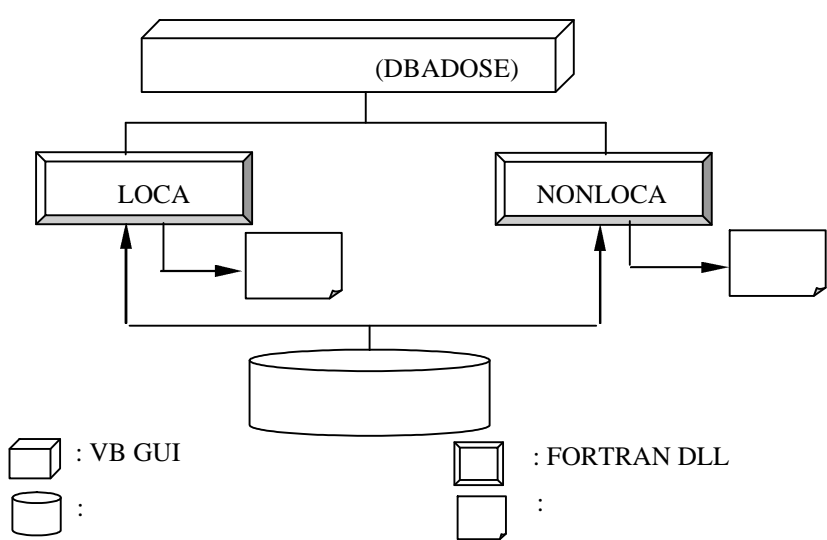 (DBADOSE)
LOCA
NONLOCA
: VB GUI
: FORTRAN DLL
:
: